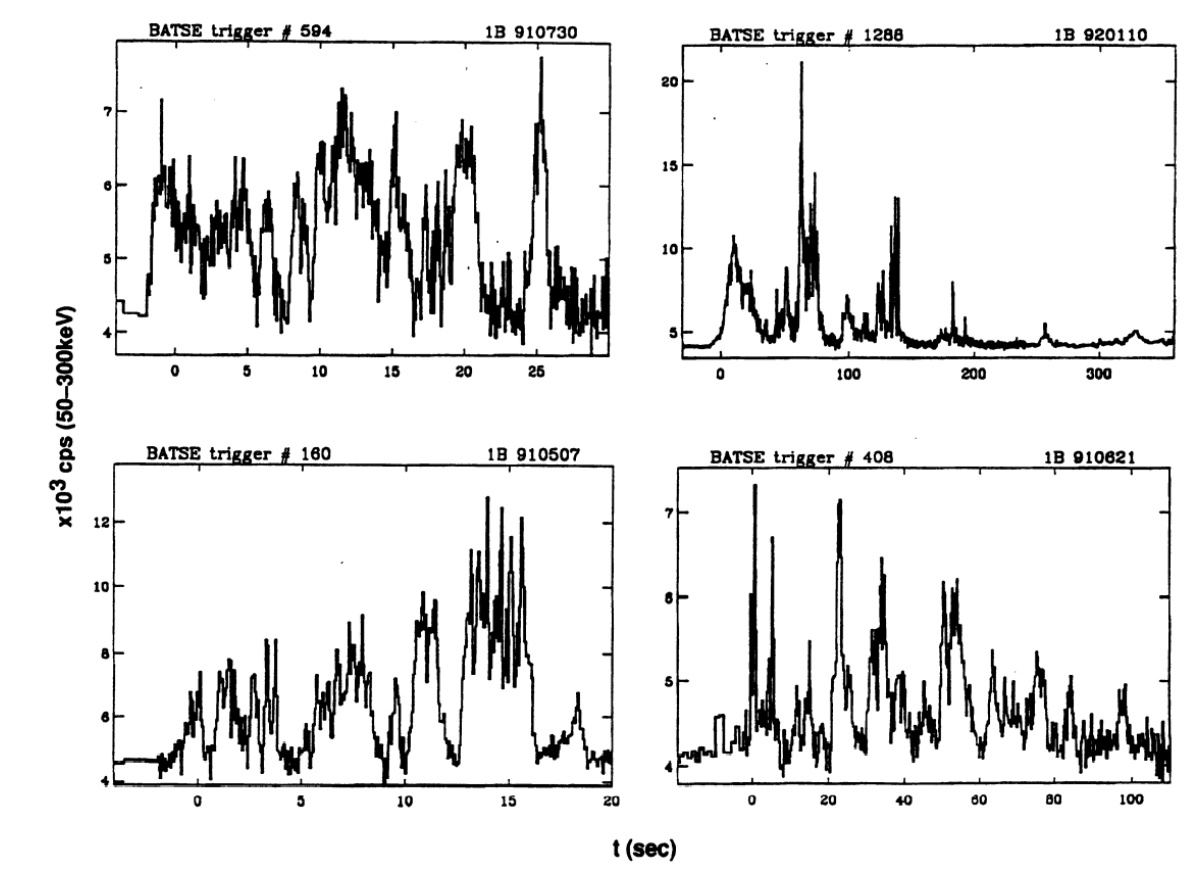 BATSE trigger # 594 1B 910730
7
6
5
4
0 5 10 15 20 25
BATSE trigger # 1288 1B 920110
20
15
10
5
0 100 200 300
x10³ cps (50–300keV)
BATSE trigger # 160 1B 910507
12
10
8
6
4
0 5 10 15 20
BATSE trigger # 408 1B 910621
7
6
5
4
0 20 40 60 80 100
t (sec)